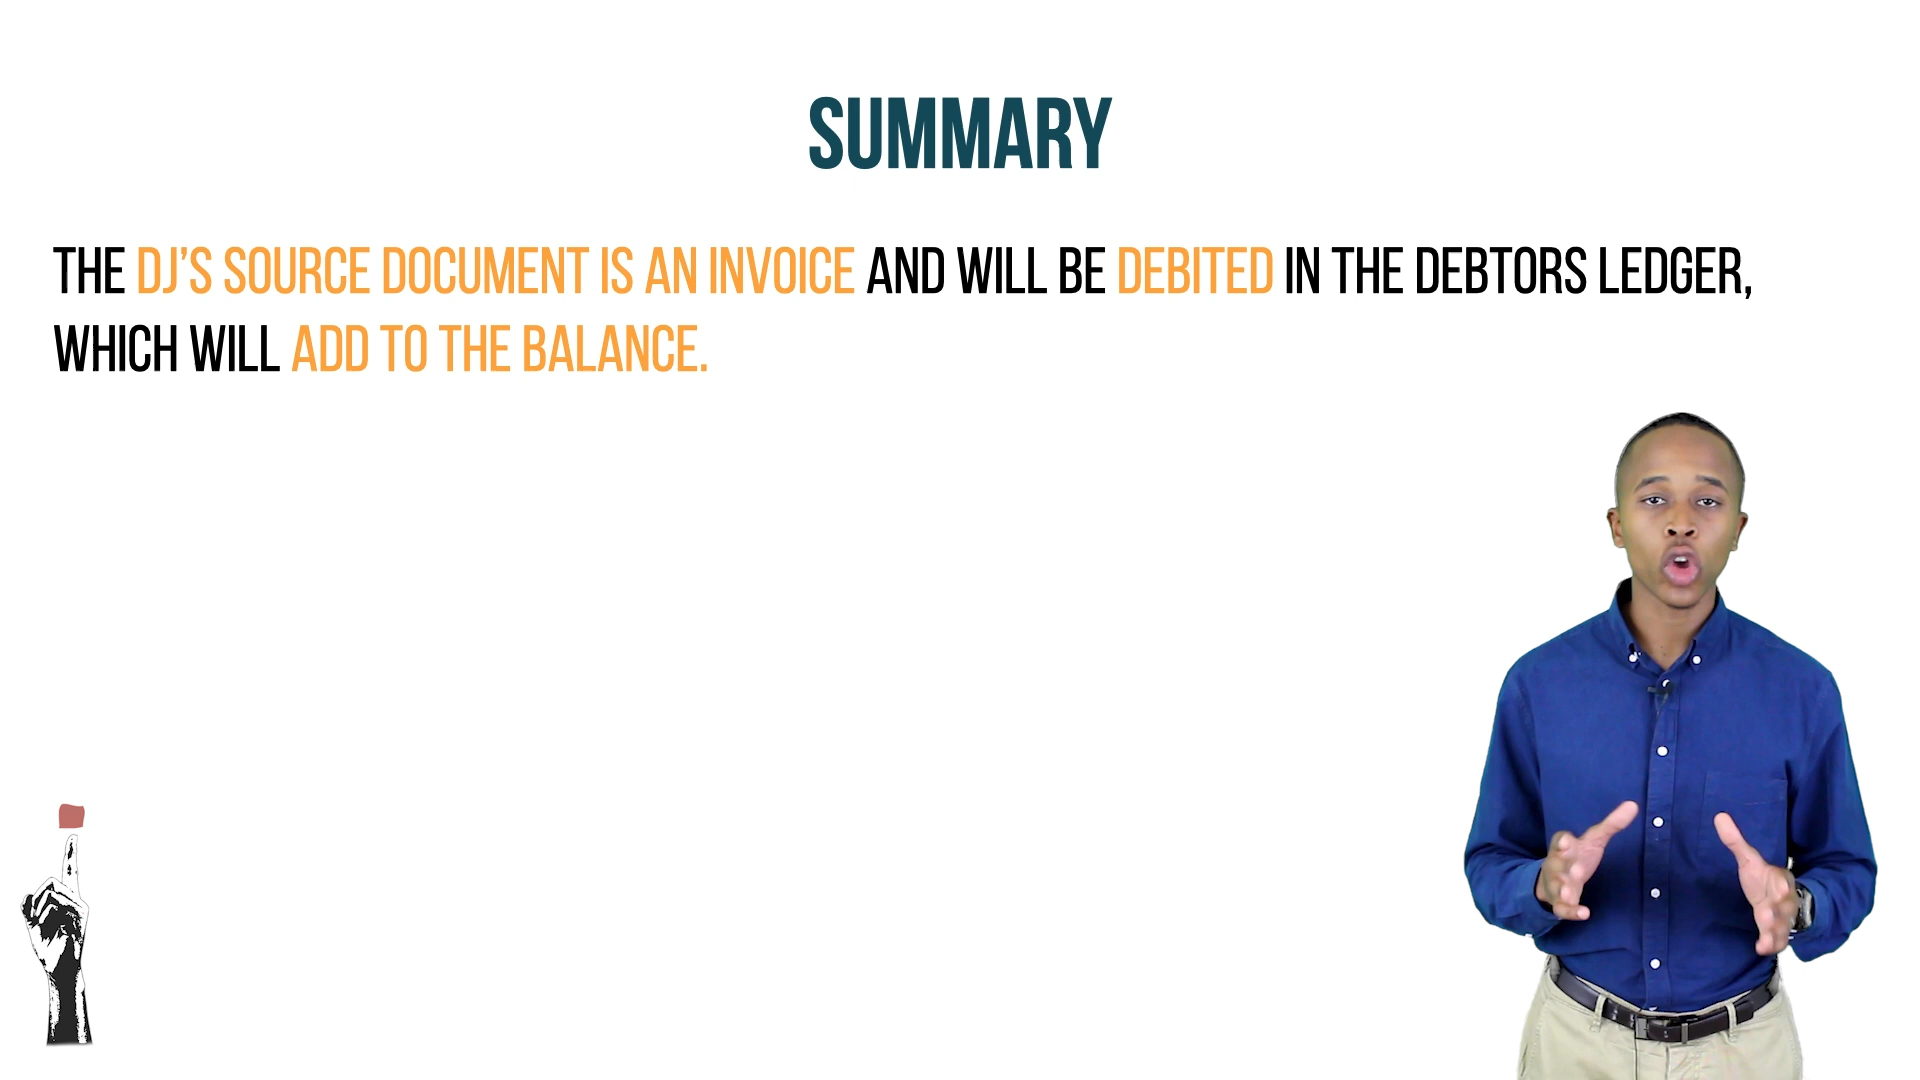 SUMMARY
THE DJ'S SOURCE DOCUMENT IS AN INVOICE AND WILL BE DEBITED IN THE DEBTORS LEDGER,
WHICH WILL ADD TO THE BALANCE.